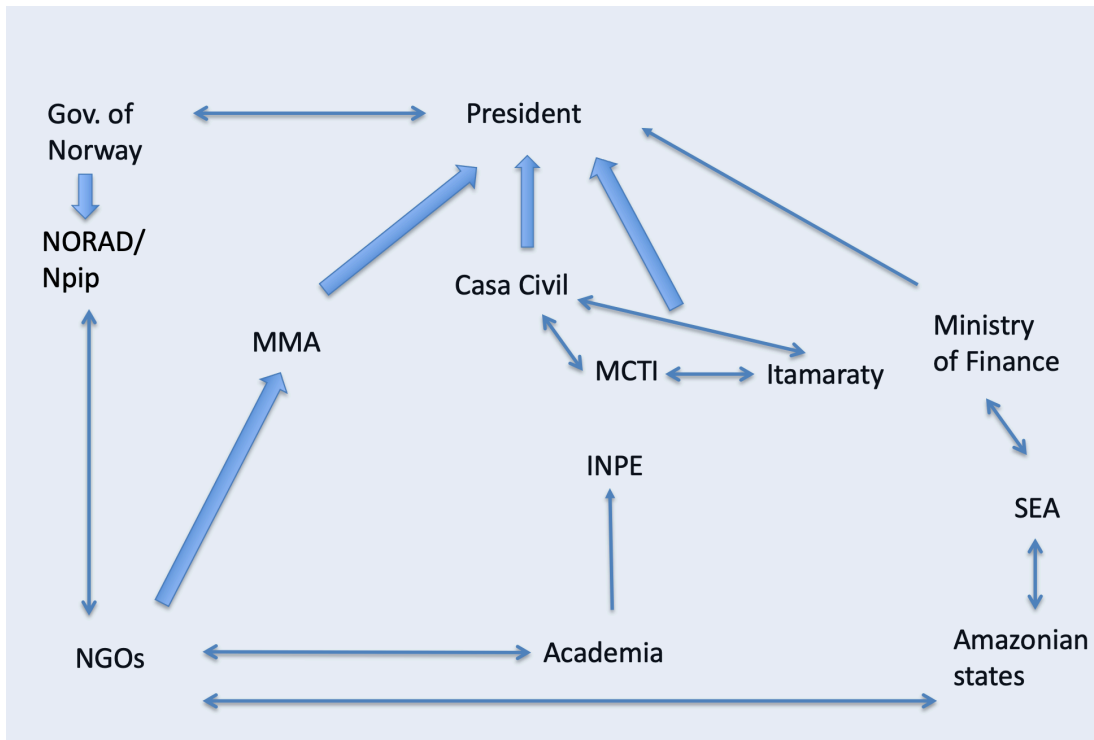 Gov. of
Norway
President
NORAD/
Npip
Casa Civil
MMA
MCTI
Itamaraty
Ministry
of Finance
INPE
SEA
NGOs
Academia
Amazonian
states